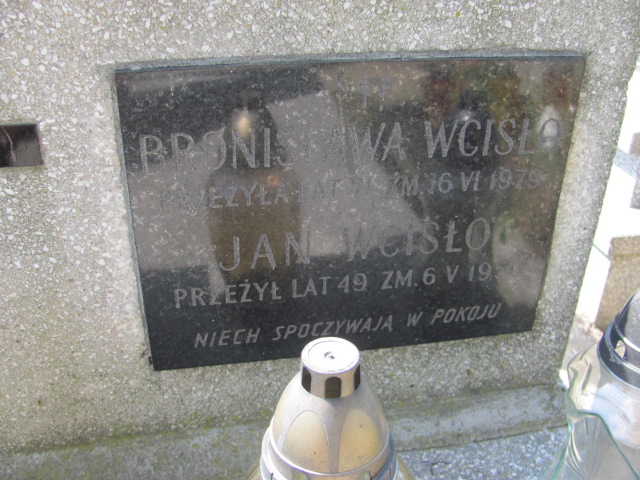 BRONISŁAWA WCISŁO
PRZEŻYŁA LAT ZM. 16 VI 1979
JAN WCISŁO
PRZEŻYŁ LAT 49 ZM. 6 V
NIECH SPOCZYWAJĄ W POKOJU